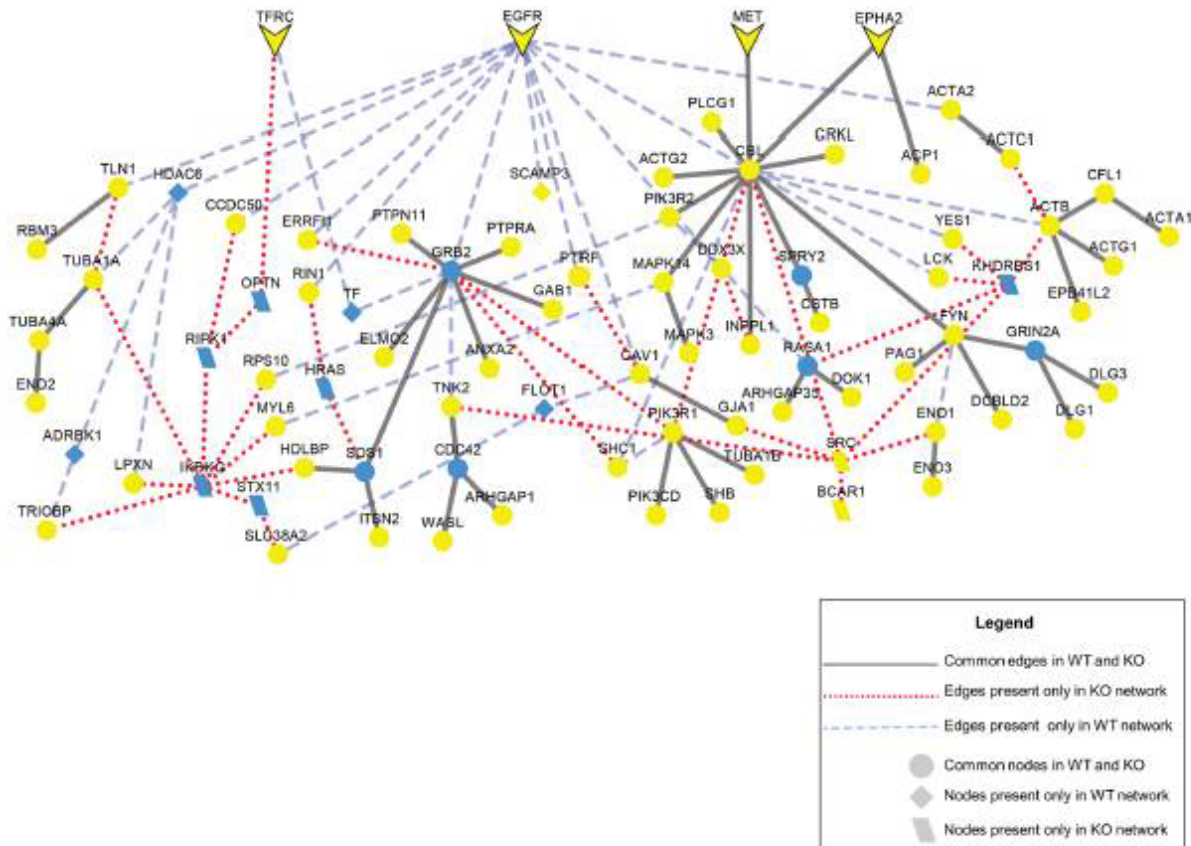 TFRC EGFR MET EPHA2
PLCG1 ACTA2
CRKL ACTC1
ACTG2 CBL ACP1
TLN1 HDAC6 SCAMP3 PIK3R2 CFL1
CCDC50 ERRFI1 PTPN11 PTPRA YES1 ACTB ACTA1
RBM3 GRB2 DDX3X SPRY2 ACTG1
TUBA1A OPTN RIN1 PTRF MAPK14 LCK KHDRBS1
TF GAB1 CSTB EPB41L2
TUBA4A RIPK1 FYN GRIN2A
RPS10 HRAS ELMO2 ANXA2 CAV1 MAPK3 INPPL1 RASA1 PAG1
ENO2 MYL6 TNK2 FLOT1 ARHGAP35 DOK1 DLG3
ADRBK1 HDLBP PIK3R1 GJA1 ENO1 DCBLD2 DLG1
LPXN IKBKG SOS1 CDC42 SHC1 TUBA1B SRC
TRIOBP STX11 ARHGAP1 PIK3CD SHB BCAR1 ENO3
SLC38A2 ITSN2 WASL
Legend
Common edges in WT and KO
Edges present only in KO network
Edges present only in WT network
Common nodes in WT and KO
Nodes present only in WT network
Nodes present only in KO network